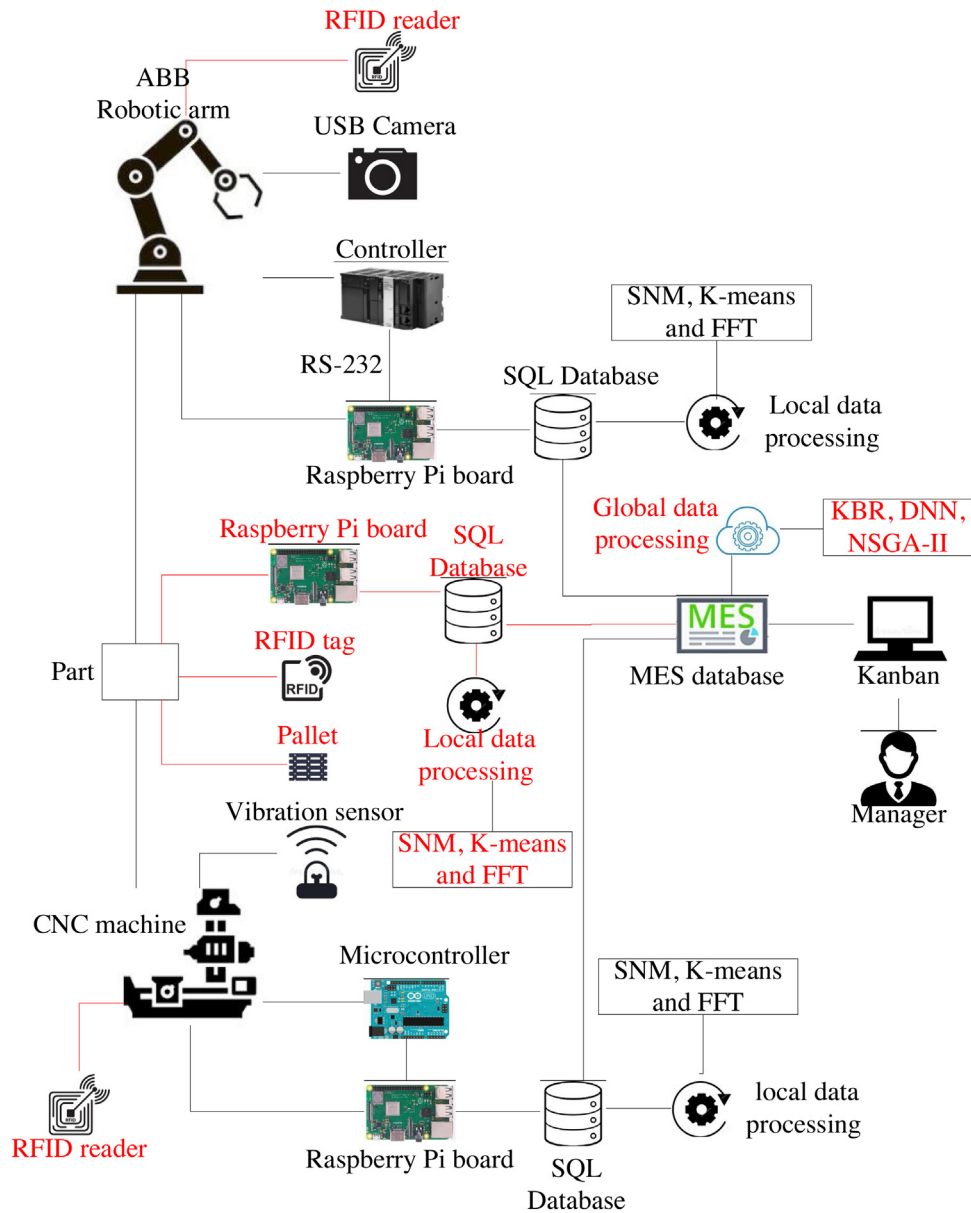 RFID reader
RFID
ABB
Robotic arm
USB Camera
Controller
SNM, K-means
and FFT
RS-232
SQL Database
Local data
processing
Raspberry Pi board
Global data
processing
KBR, DNN,
NSGA-II
Raspberry Pi board
SQL
Database
MES
RFID tag
RFID
Part
MES database
Kanban
Pallet
Local data
processing
Manager
Vibration sensor
SNM, K-means
and FFT
CNC machine
Microcontroller
SNM, K-means
and FFT
RFID
RFID reader
Raspberry Pi board
local data
processing
SQL
Database